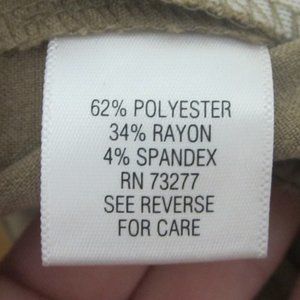 62% POLYESTER
34% RAYON
4% SPANDEX
RN 73277
SEE REVERSE
FOR CARE